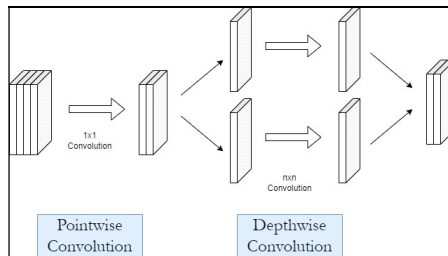 1x1
Convolution
nxn
Convolution
Pointwise
Convolution
Depthwise
Convolution